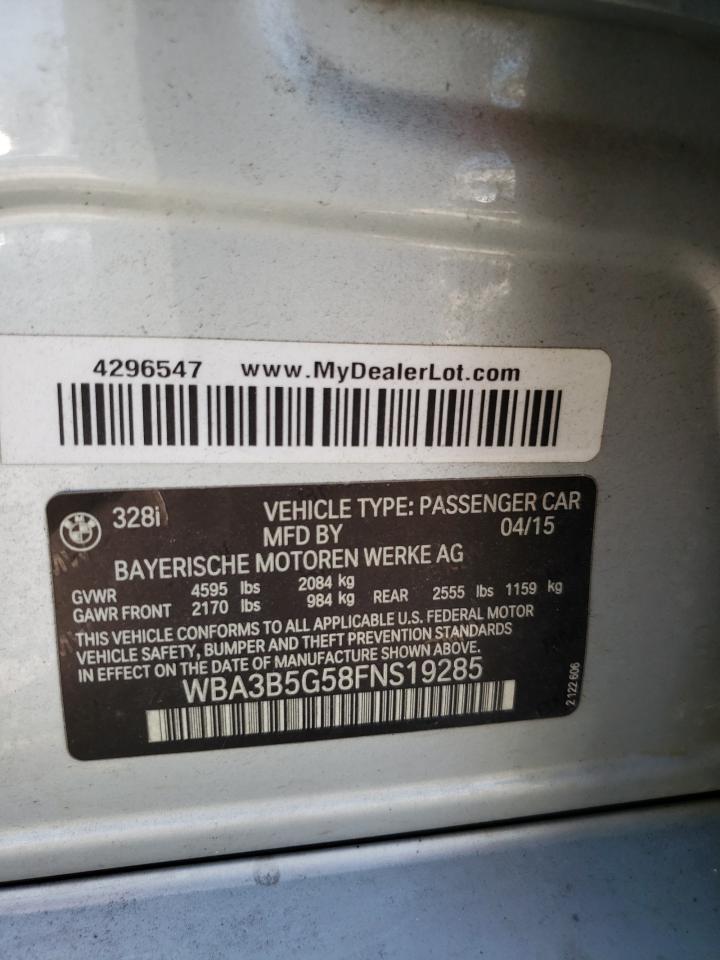 4296547 www.MyDealerLot.com
328i VEHICLE TYPE: PASSENGER CAR
MFD BY 04/15
BAYERISCHE MOTOREN WERKE AG
GVWR 4595 lbs 2084 kg
GAWR FRONT 2170 lbs 984 kg REAR 2555 lbs 1159 kg
THIS VEHICLE CONFORMS TO ALL APPLICABLE U.S. FEDERAL MOTOR
VEHICLE SAFETY, BUMPER AND THEFT PREVENTION STANDARDS
IN EFFECT ON THE DATE OF MANUFACTURE SHOWN ABOVE.
WBA3B5G58FNS19285
2 122 606